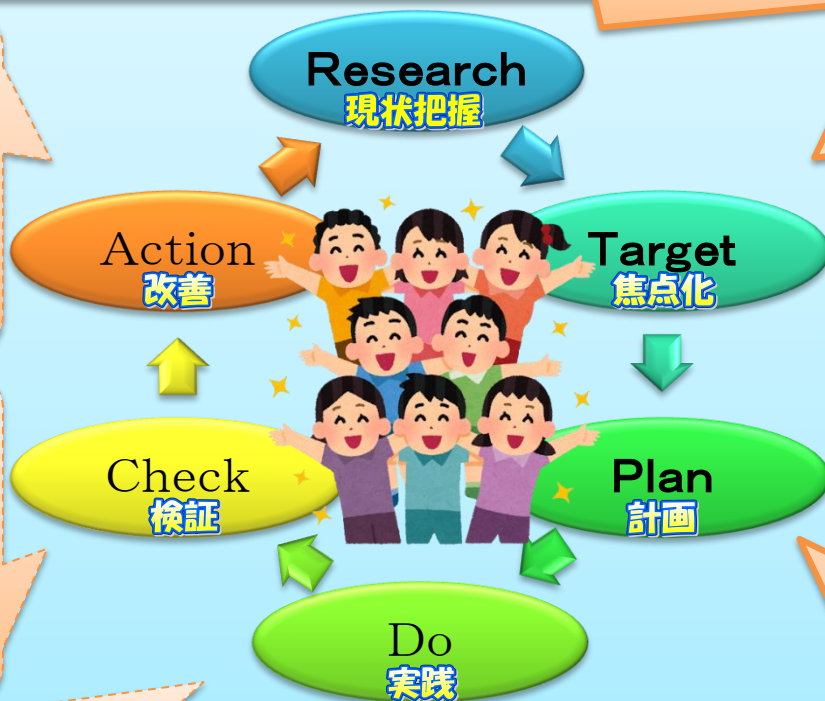 Research
現状把握
Target
焦点化
Plan
計画
Do
実践
Check
検証
Action
改善